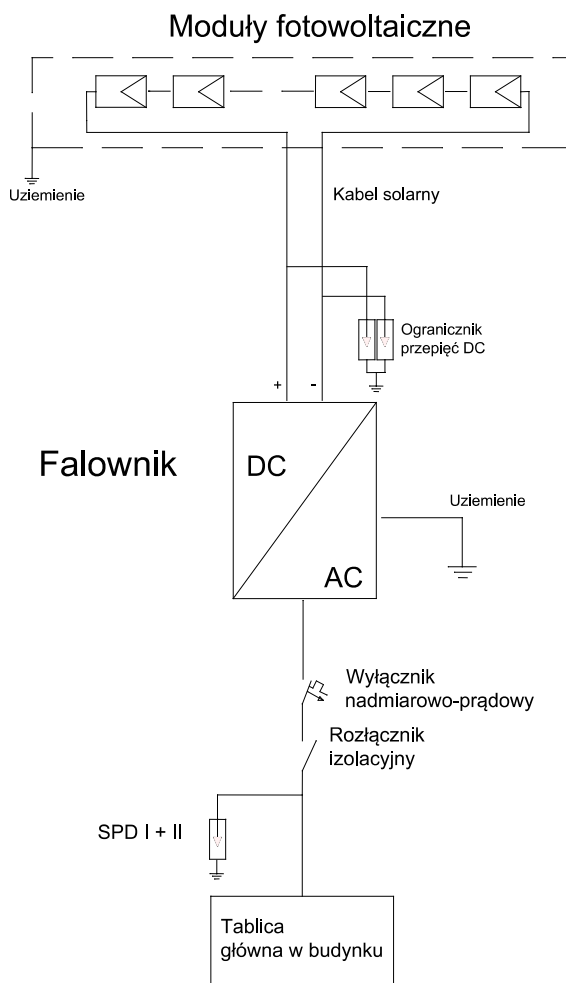 Moduły fotowoltaiczne
Uziemienie
Kabel solarny
Ogranicznik
przepięć DC
+ -
Falownik
DC
AC
Uziemienie
Wyłącznik
nadmiarowo-prądowy
Rozłącznik
izolacyjny
SPD I + II
Tablica
główna w budynku